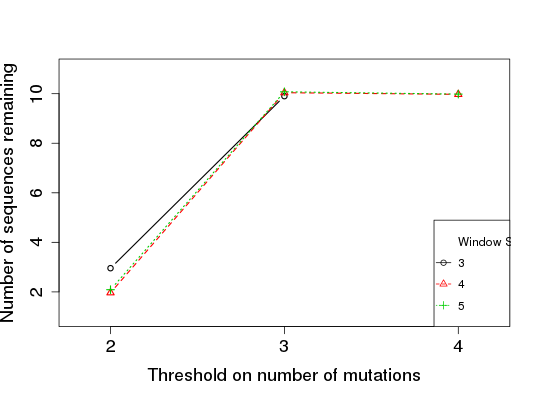 Number of sequences remaining
10
8
6
4
2
Window S
3
4
5
2 3 4
Threshold on number of mutations